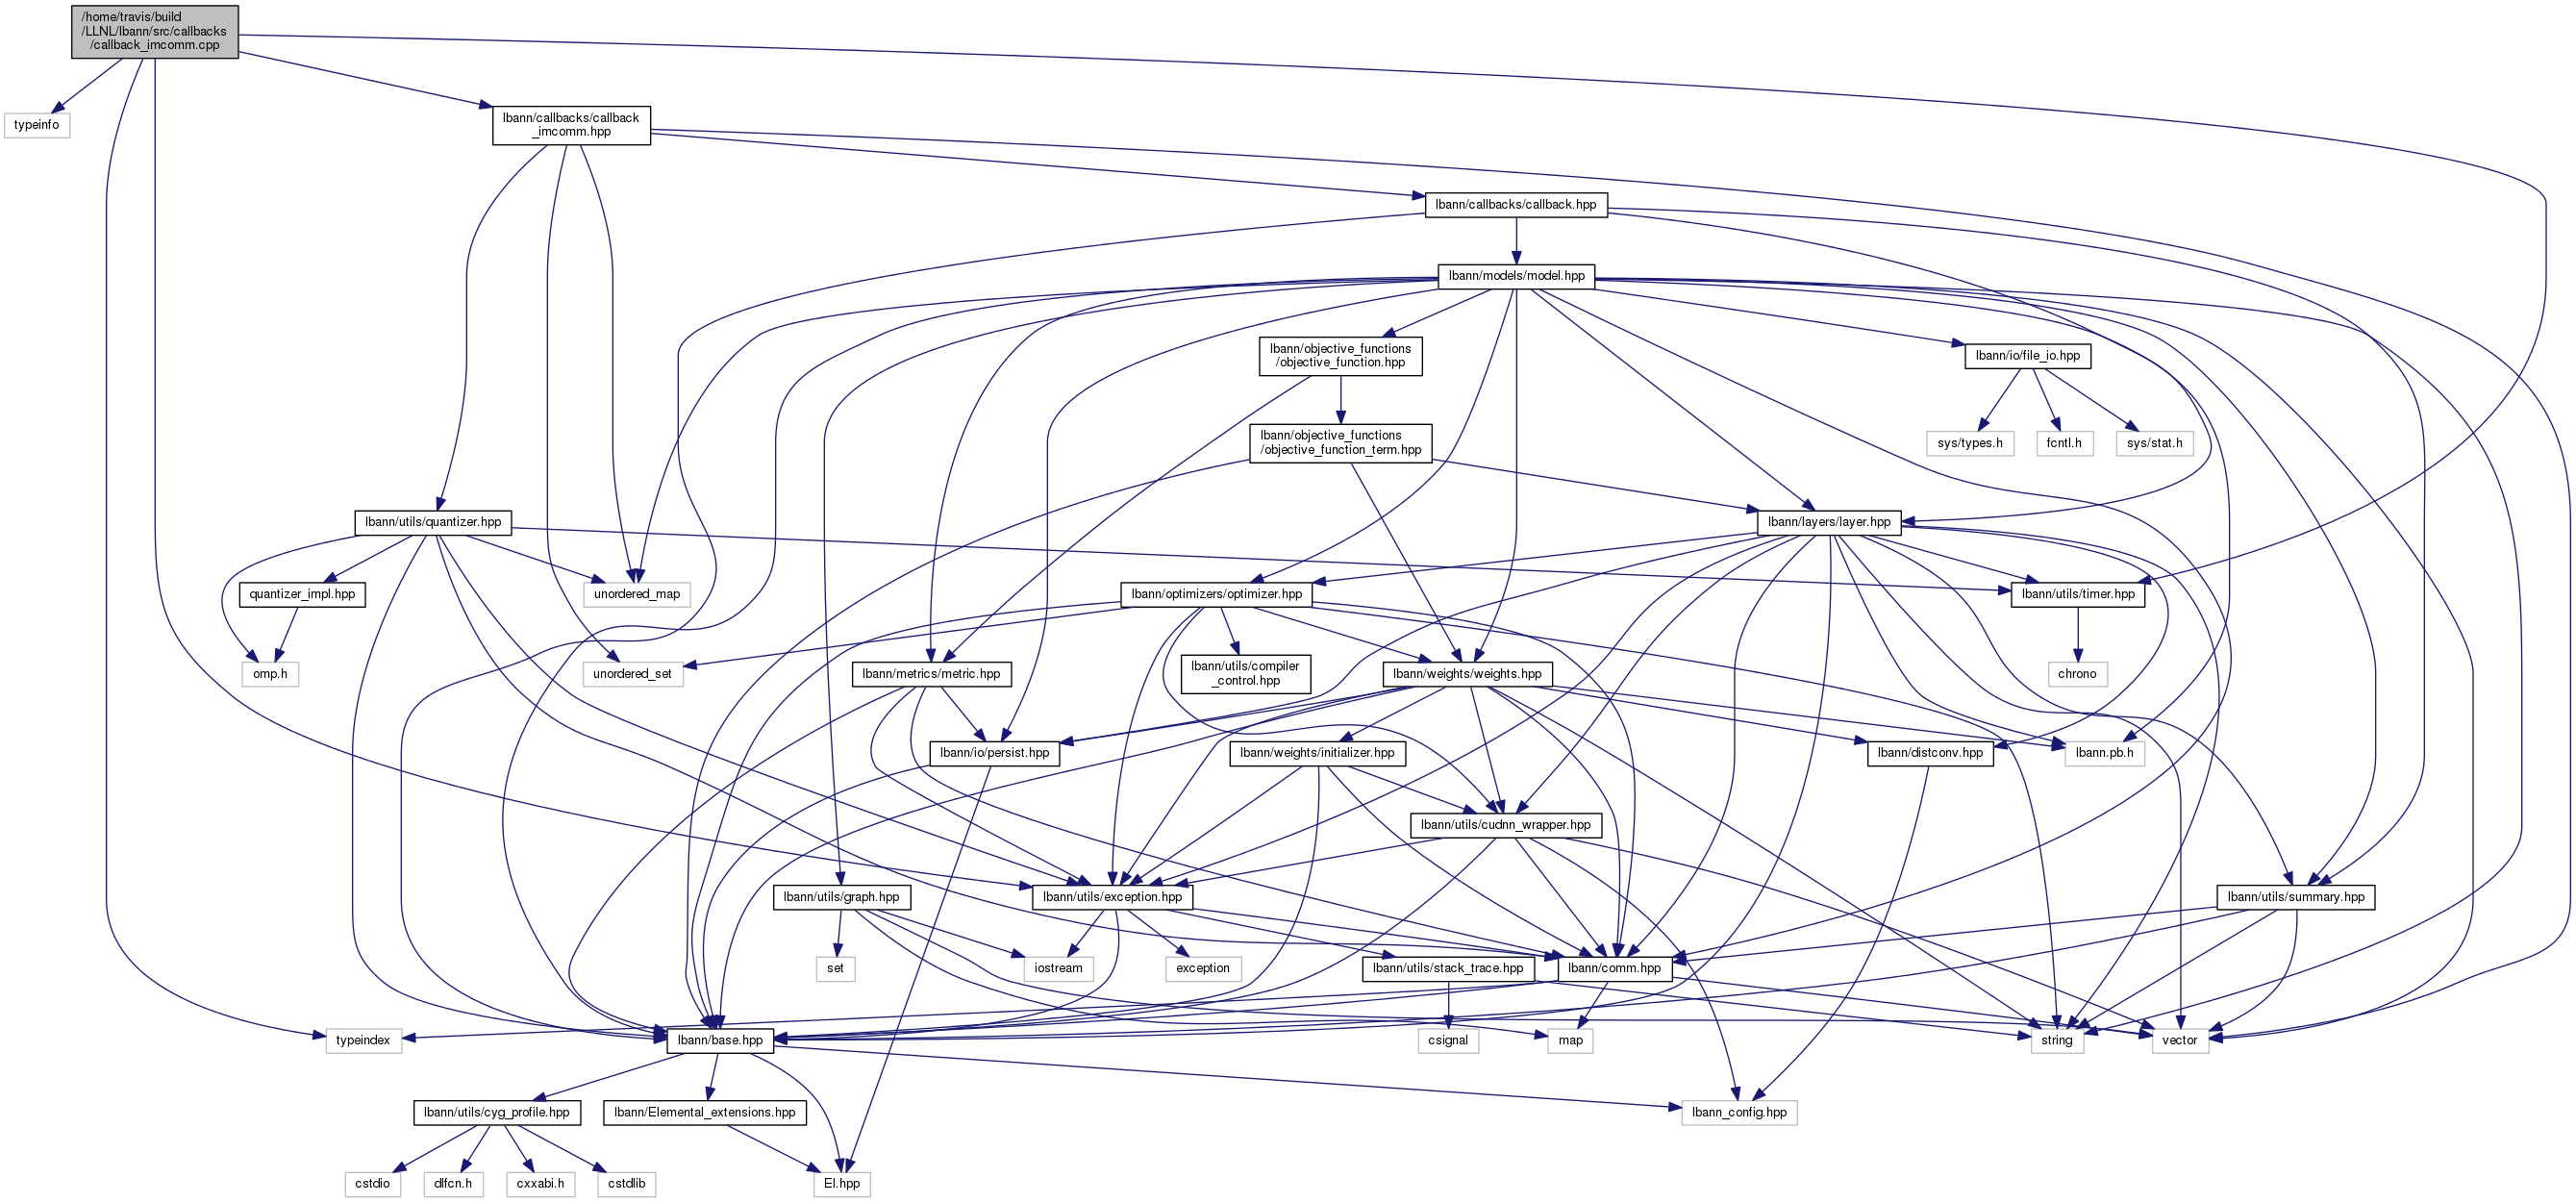 /home/travis/build
/LLNL/lbann/src/callbacks
/callback_imcomm.cpp
typeinfo
lbann/callbacks/callback
_imcomm.hpp
lbann/callbacks/callback.hpp
lbann/models/model.hpp
lbann/objective_functions
/objective_function.hpp
lbann/io/file_io.hpp
lbann/objective_functions
/objective_function_term.hpp
sys/types.h
fcntl.h
sys/stat.h
lbann/utils/quantizer.hpp
lbann/layers/layer.hpp
quantizer_impl.hpp
unordered_map
lbann/optimizers/optimizer.hpp
lbann/utils/timer.hpp
omp.h
unordered_set
lbann/metrics/metric.hpp
lbann/utils/compiler
_control.hpp
lbann/weights/weights.hpp
chrono
lbann/io/persist.hpp
lbann/weights/initializer.hpp
lbann/distconv.hpp
lbann.pb.h
lbann/utils/cudnn_wrapper.hpp
lbann/utils/graph.hpp
lbann/utils/exception.hpp
lbann/utils/summary.hpp
set
iostream
exception
lbann/utils/stack_trace.hpp
lbann/comm.hpp
typeindex
lbann/base.hpp
csignal
map
string
vector
lbann/utils/cyg_profile.hpp
lbann/Elemental_extensions.hpp
lbann_config.hpp
cstdio
dlfcn.h
cxxabi.h
cstdlib
El.hpp